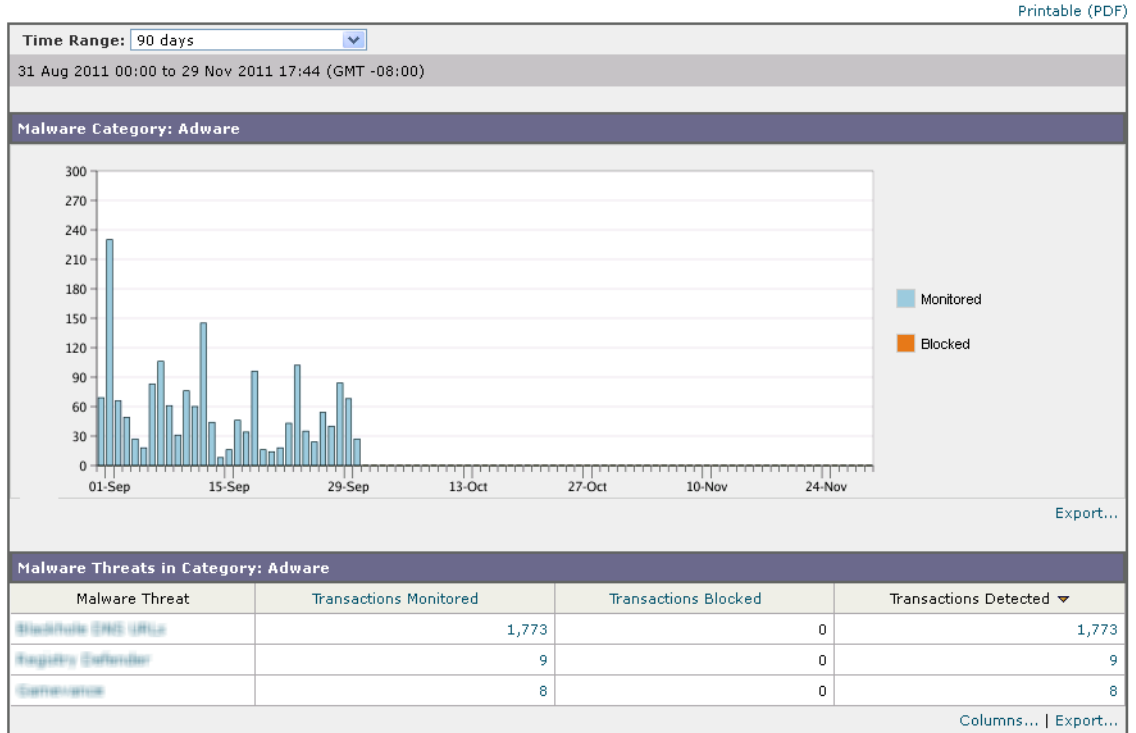 Printable (PDF)
Time Range: 90 days
31 Aug 2011 00:00 to 29 Nov 2011 17:44 (GMT -08:00)
Malware Category: Adware
300
270
240
210
180
150
120
90
60
30
0
01-Sep 15-Sep 29-Sep 13-Oct 27-Oct 10-Nov 24-Nov
Monitored
Blocked
Export...
Malware Threats in Category: Adware
Malware Threat Transactions Monitored Transactions Blocked Transactions Detected
1,773 0 1,773
9 0 9
8 0 8
Columns... | Export...